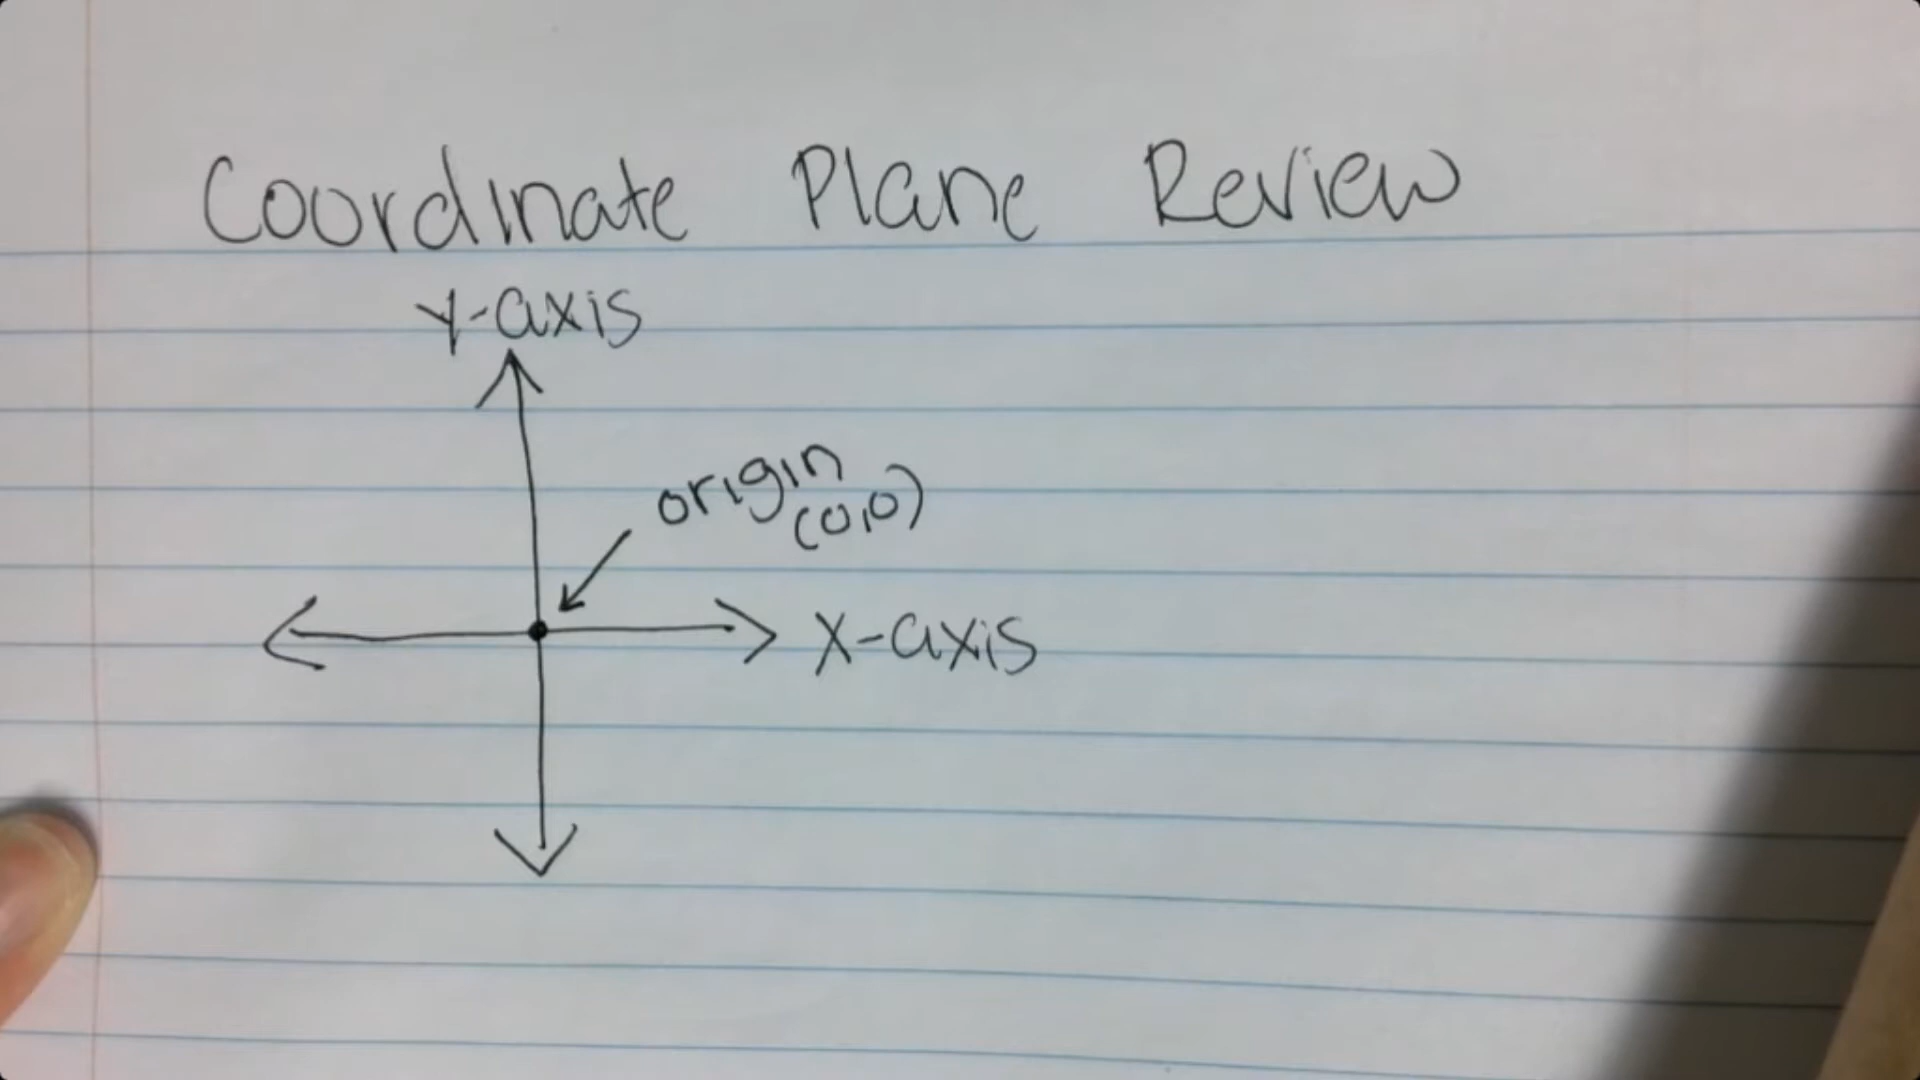 Coordinate Plane Review
y-axis
origin
(0,0)
x-axis